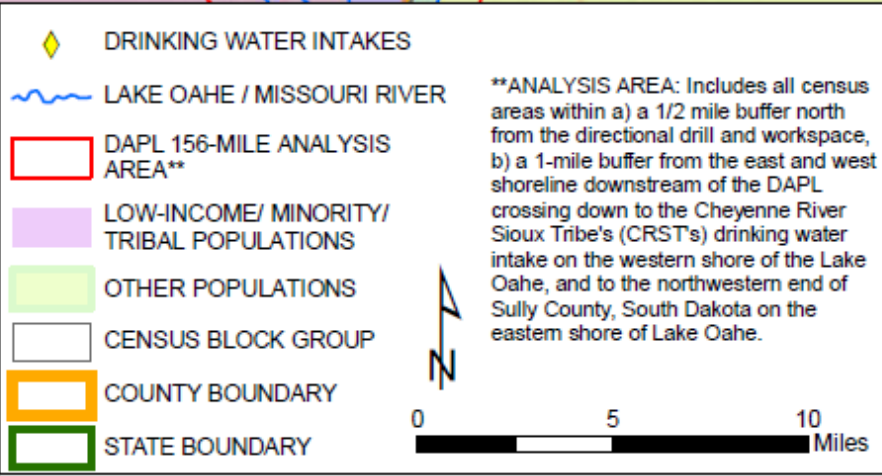 DRINKING WATER INTAKES
LAKE OAHE / MISSOURI RIVER
DAPL 156-MILE ANALYSIS
AREA**
LOW-INCOME/ MINORITY/
TRIBAL POPULATIONS
OTHER POPULATIONS
CENSUS BLOCK GROUP
COUNTY BOUNDARY
STATE BOUNDARY
**ANALYSIS AREA: Includes all census
areas within a) a 1/2 mile buffer north
from the directional drill and workspace,
b) a 1-mile buffer from the east and west
shoreline downstream of the DAPL
crossing down to the Cheyenne River
Sioux Tribe's (CRST's) drinking water
intake on the western shore of the Lake
Oahe, and to the northwestern end of
Sully County, South Dakota on the
eastern shore of Lake Oahe.
N
0 5 10
Miles